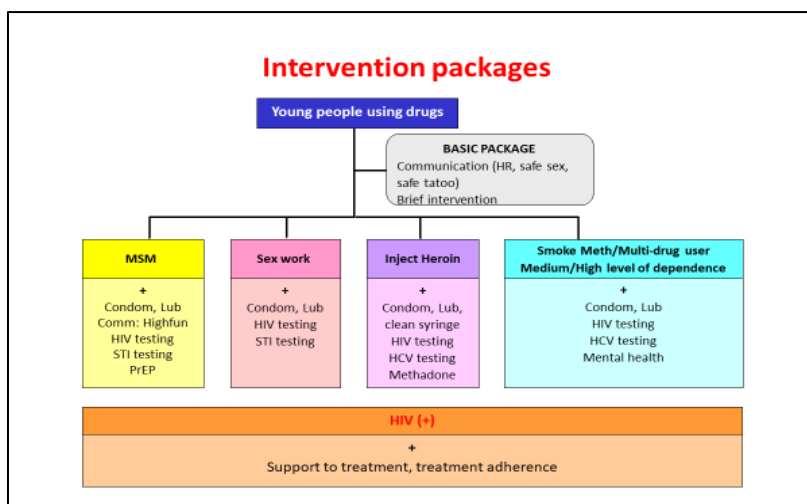 Intervention packages
Young people using drugs
BASIC PACKAGE
Communication (HR, safe sex,
safe tatoo)
Brief intervention
MSM
+
Condom, Lub
Comm: Highfun
HIV testing
STI testing
PrEP
Sex work
+
Condom, Lub
HIV testing
STI testing
Inject Heroin
+
Condom, Lub,
clean syringe
HIV testing
HCV testing
Methadone
Smoke Meth/Multi-drug user
Medium/High level of dependence
+
Condom, Lub
HIV testing
HCV testing
Mental health
HIV (+)
+
Support to treatment, treatment adherence